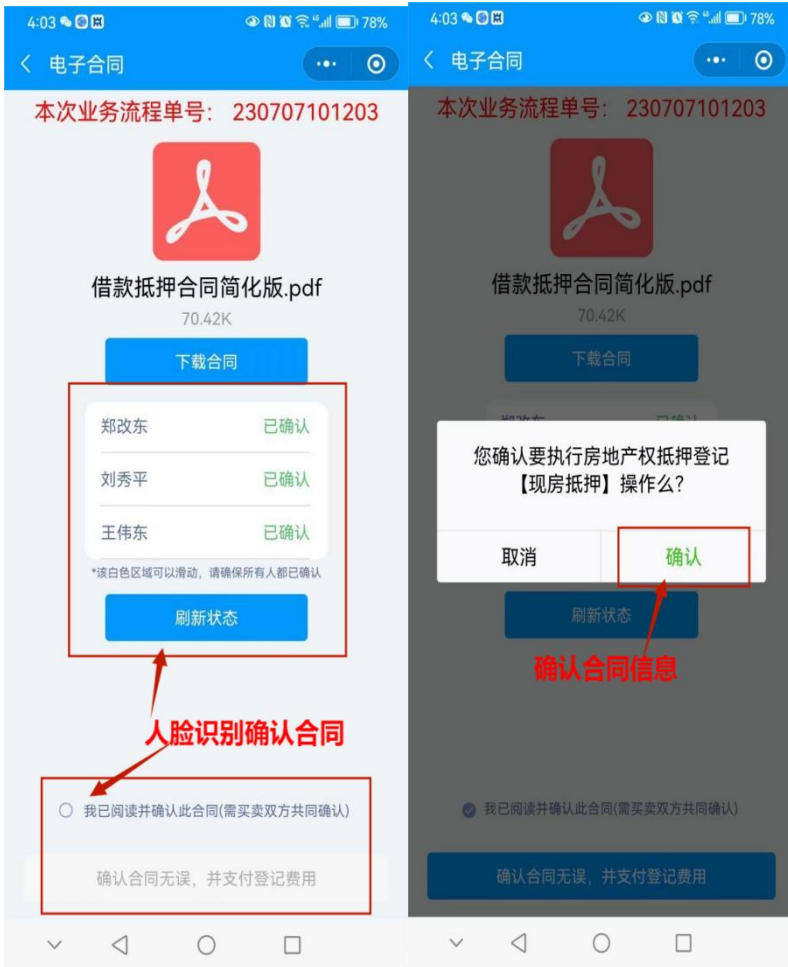 4:03
78%
电子合同
本次业务流程单号： 230707101203
借款抵押合同简化版.pdf
70.42K
下载合同
郑改东 已确认
刘秀平 已确认
王伟东 已确认
*该白色区域可以滑动，请确保所有人都已确认
刷新状态
人脸识别确认合同
我已阅读并确认此合同(需买卖双方共同确认)
确认合同无误，并支付登记费用
4:03
78%
电子合同
本次业务流程单号： 230707101203
借款抵押合同简化版.pdf
70.42K
下载合同
郑改东 已确认
您确认要执行房地产权抵押登记
【现房抵押】操作么？
取消 确认
刷新状态
确认合同信息
我已阅读并确认此合同(需买卖双方共同确认)
确认合同无误，并支付登记费用